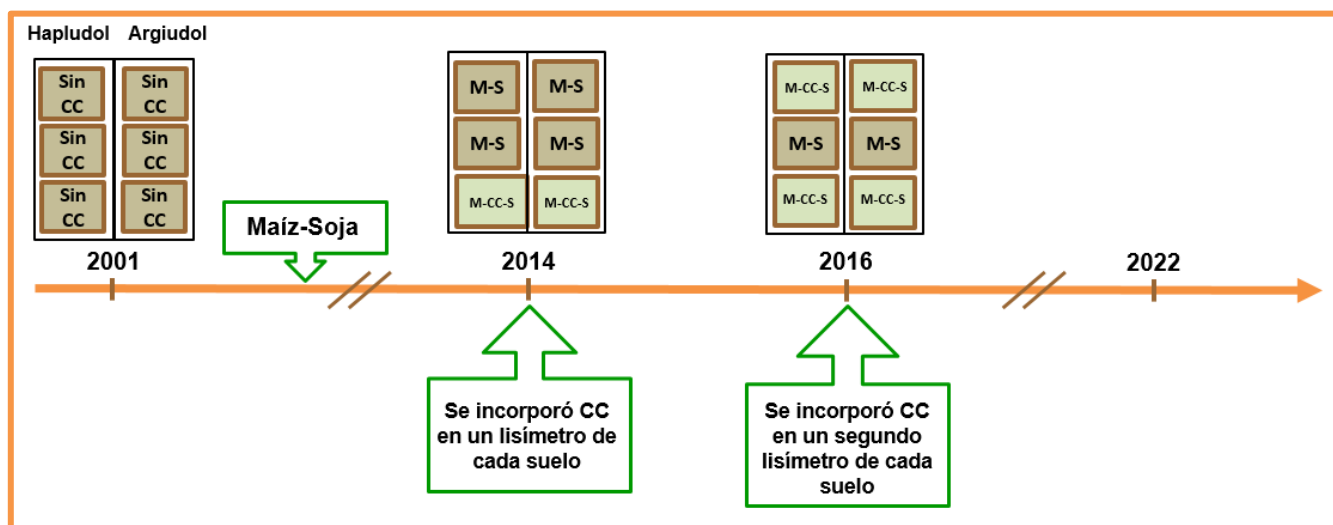 Hapludol Argiudol
Sin Sin
CC CC
Sin Sin
CC CC
Sin Sin
CC CC
M-S M-S
M-S M-S
M-CC-S M-CC-S
M-CC-S M-CC-S
M-S M-S
M-CC-S M-CC-S
Maíz-Soja
2001 2014 2016 2022
Se incorporó CC
en un lisímetro de
cada suelo
Se incorporó CC
en un segundo
lisímetro de cada
suelo